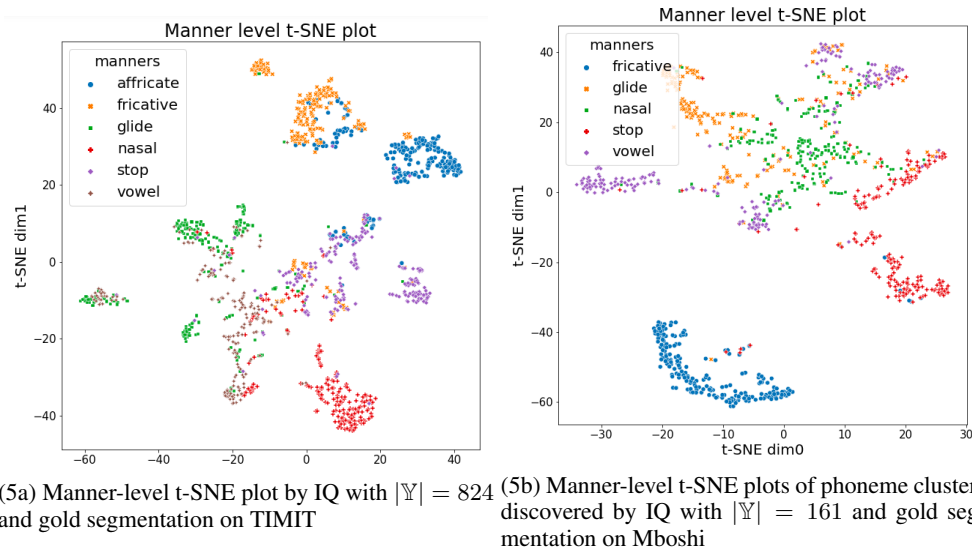 Manner level t-SNE plot
manners
affricate
fricative
glide
nasal
stop
vowel
t-SNE dim1
40
20
0
−20
−40
−60
−40
−20
0
20
40
(5a) Manner-level t-SNE plot by IQ with |𝕐| = 824
and gold segmentation on TIMIT
Manner level t-SNE plot
manners
fricative
glide
nasal
stop
vowel
t-SNE dim1
40
20
0
−20
−40
−60
−30
−20
−10
0
10
20
30
t-SNE dim0
(5b) Manner-level t-SNE plots of phoneme cluster
discovered by IQ with |𝕐| = 161 and gold seg
mentation on Mboshi